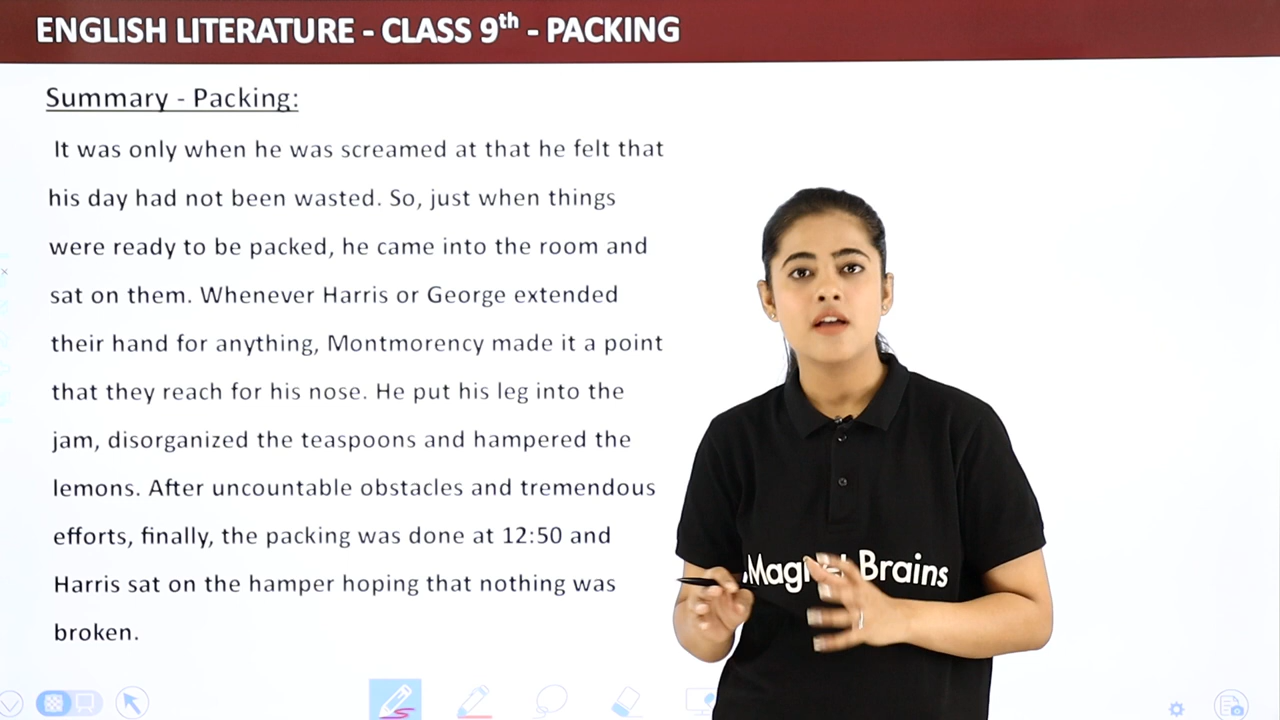 ENGLISH LITERATURE - CLASS 9th - PACKING
Summary - Packing:
It was only when he was screamed at that he felt that
his day had not been wasted. So, just when things
were ready to be packed, he came into the room and
sat on them. Whenever Harris or George extended
their hand for anything, Montmorency made it a point
that they reach for his nose. He put his leg into the
jam, disorganized the teaspoons and hampered the
lemons. After uncountable obstacles and tremendous
efforts, finally, the packing was done at 12:50 and
Harris sat on the hamper hoping that nothing was
broken.
Brains